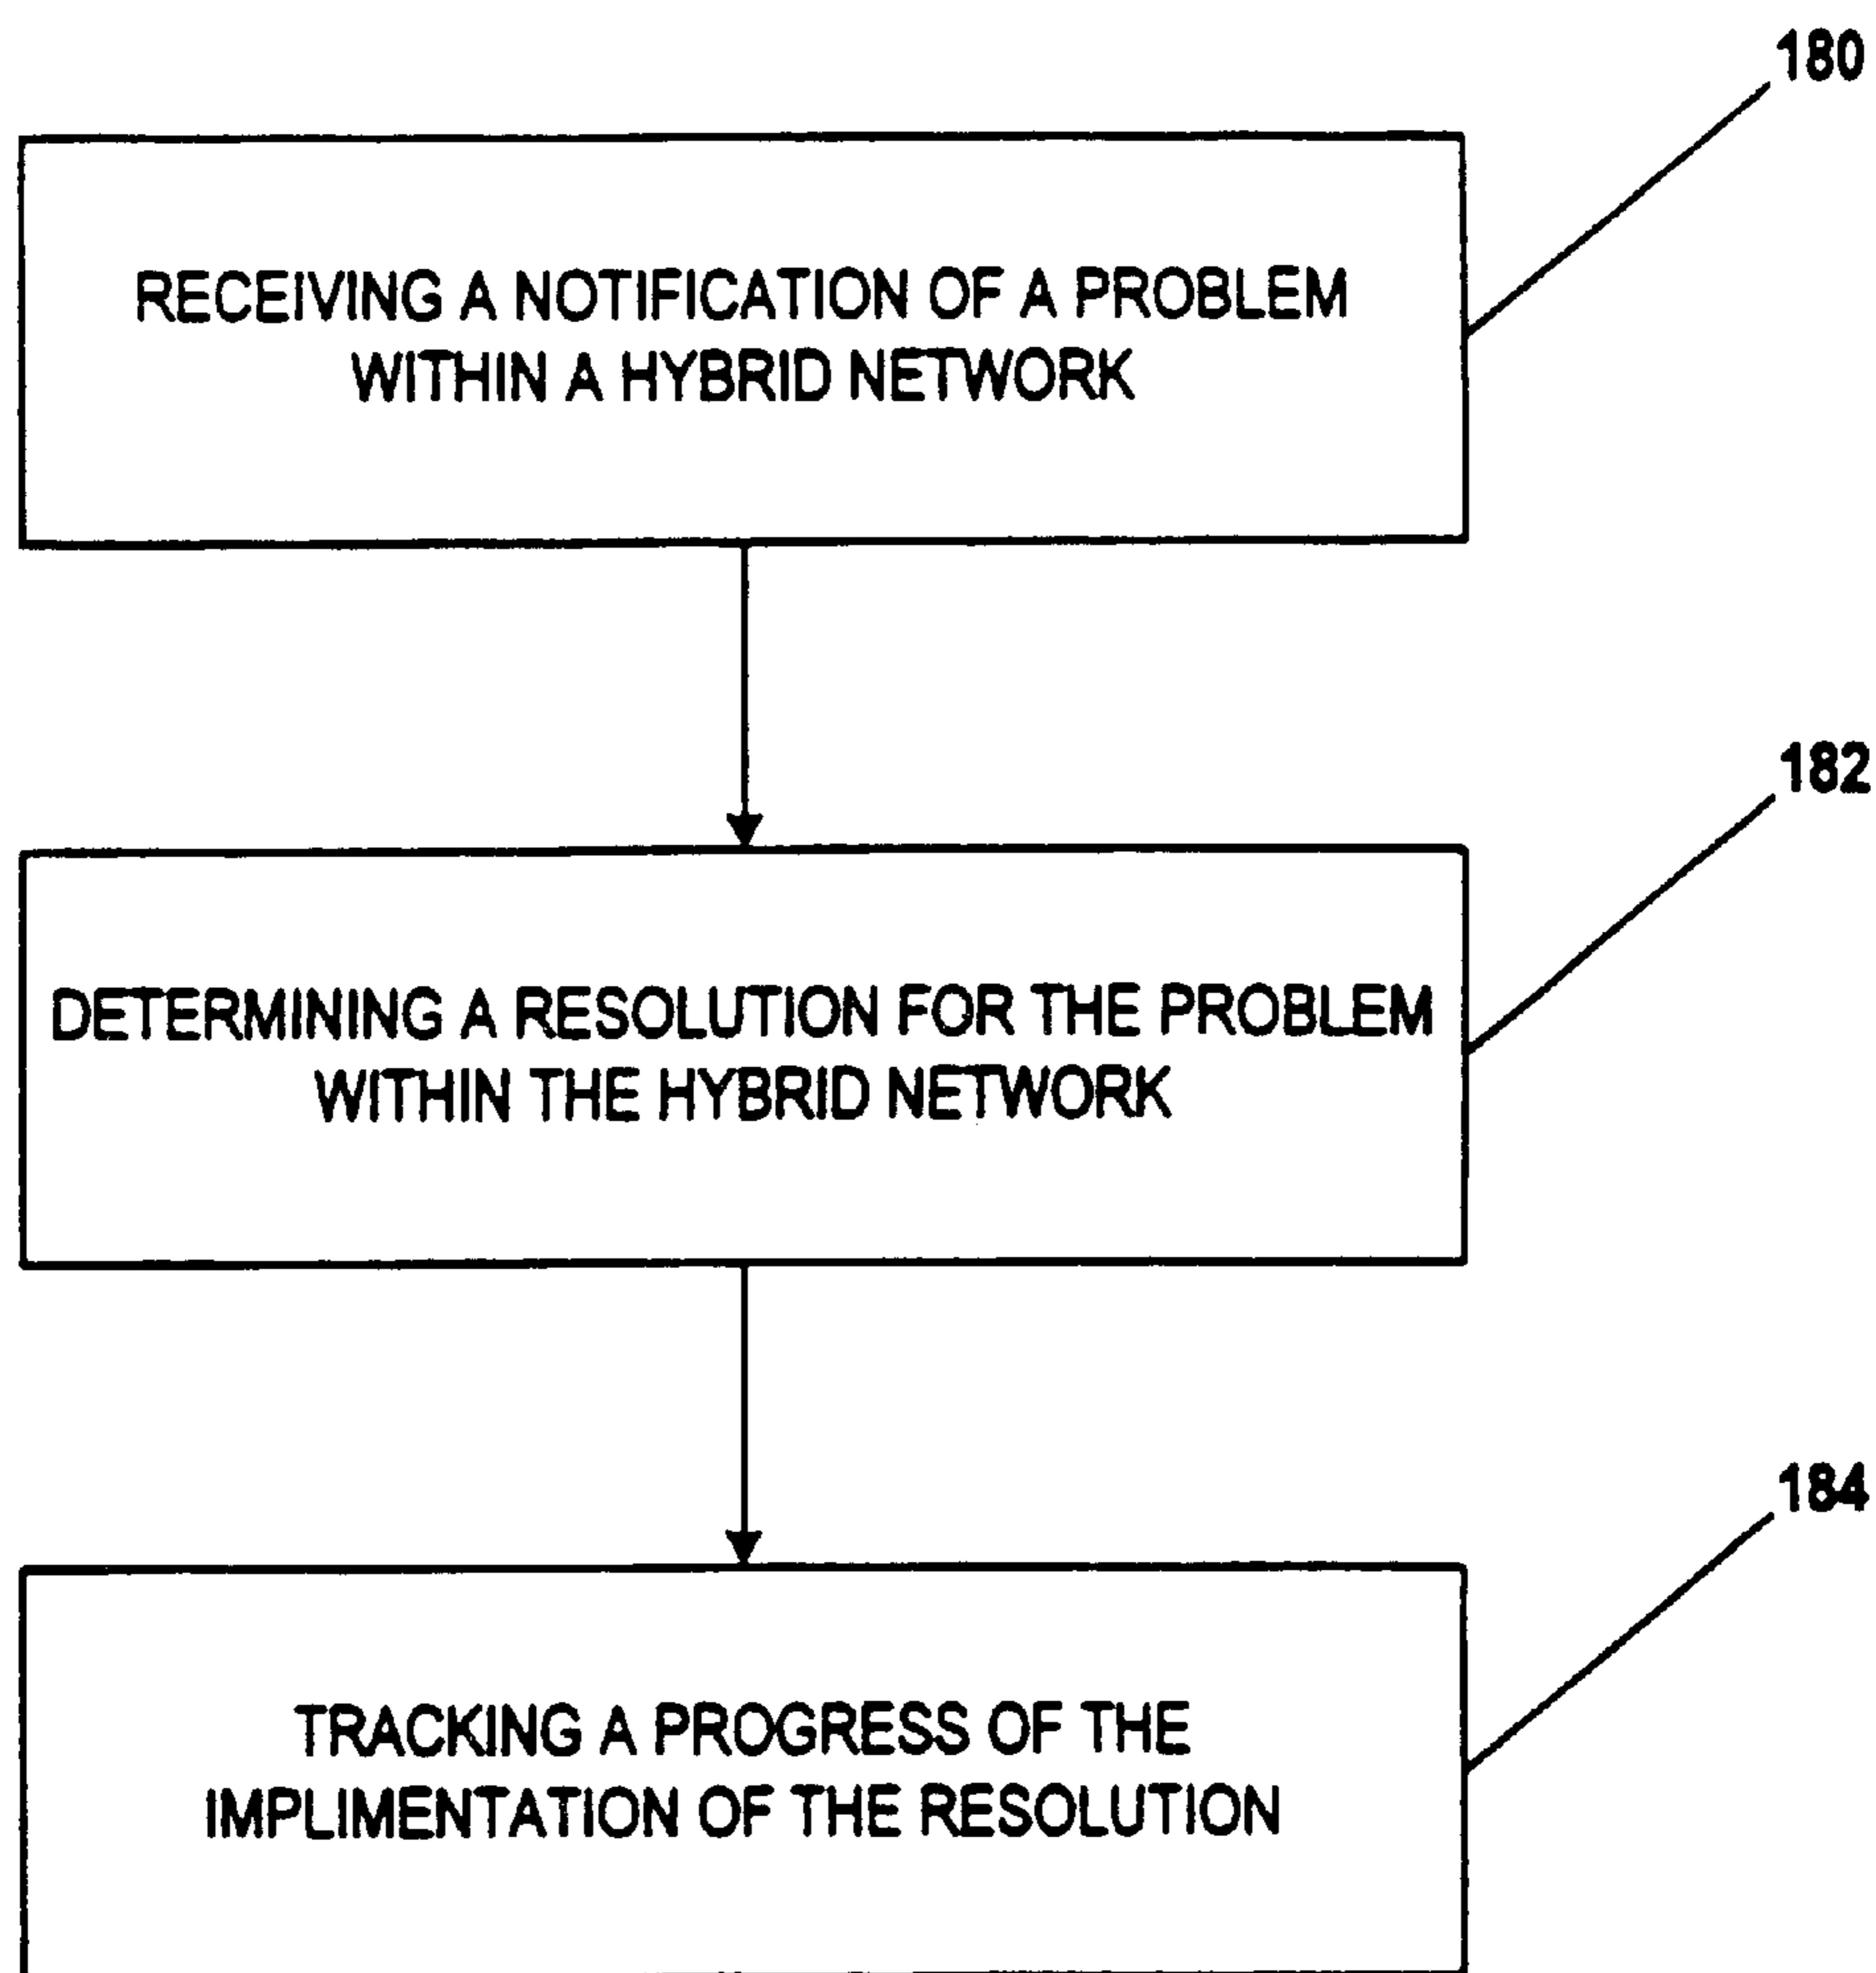 180
RECEIVING A NOTIFICATION OF A PROBLEM
WITHIN A HYBRID NETWORK
182
DETERMINING A RESOLUTION FOR THE PROBLEM
WITHIN THE HYBRID NETWORK
184
TRACKING A PROGRESS OF THE
IMPLIMENTATION OF THE RESOLUTION